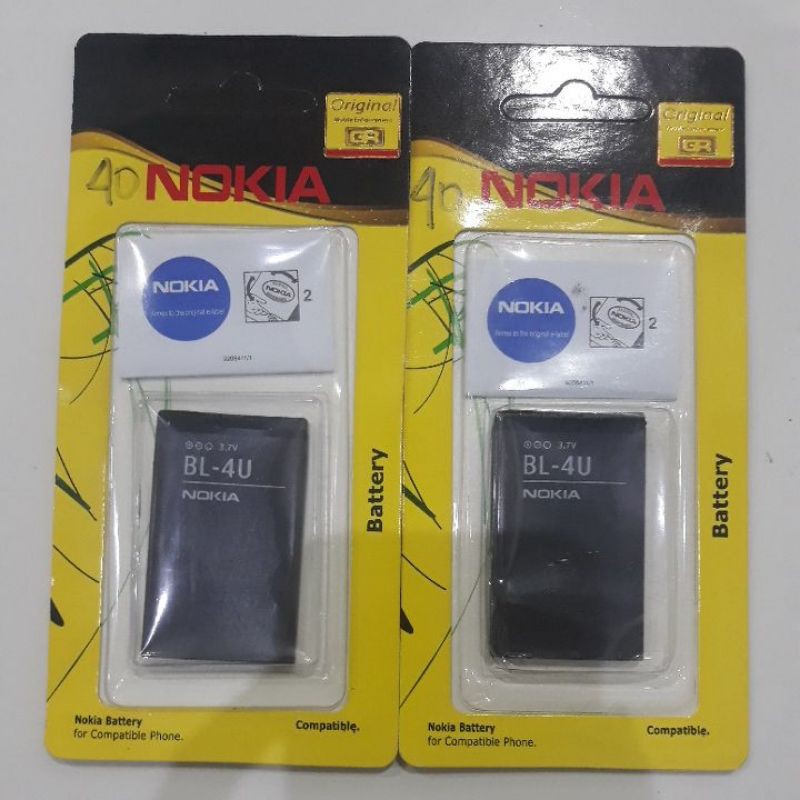 Original
GR
40 NOKIA
NOKIA
2
3.7V
BL-4U
NOKIA
Battery
Nokia Battery
for Compatible Phone.
Compatible.
Original
GR
40 NOKIA
NOKIA
2
3.7V
BL-4U
NOKIA
Battery
Nokia Battery
for Compatible Phone.
Compatible.